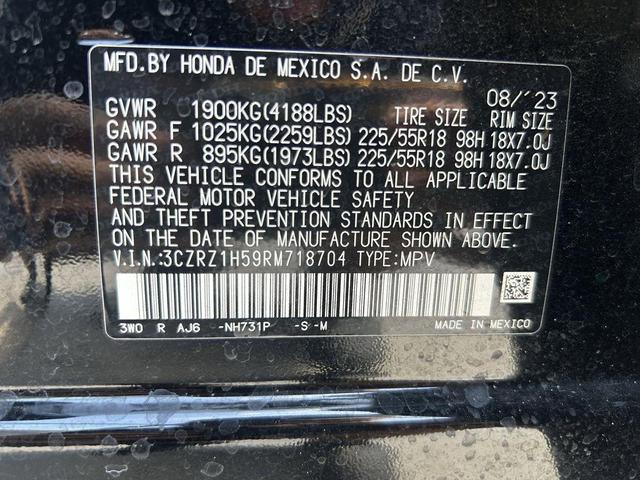 MFD.BY HONDA DE MEXICO S.A. DE C.V.
08/'23
GVWR 1900KG(4188LBS) TIRE SIZE RIM SIZE
GAWR F 1025KG(2259LBS) 225/55R18 98H 18X7.0J
GAWR R 895KG(1973LBS) 225/55R18 98H 18X7.0J
THIS VEHICLE CONFORMS TO ALL APPLICABLE
FEDERAL MOTOR VEHICLE SAFETY
AND THEFT PREVENTION STANDARDS IN EFFECT
ON THE DATE OF MANUFACTURE SHOWN ABOVE.
V.I.N.:3CZRZ1H59RM718704 TYPE:MPV
3WO R AJ6 -NH731P -S-M MADE IN MEXICO